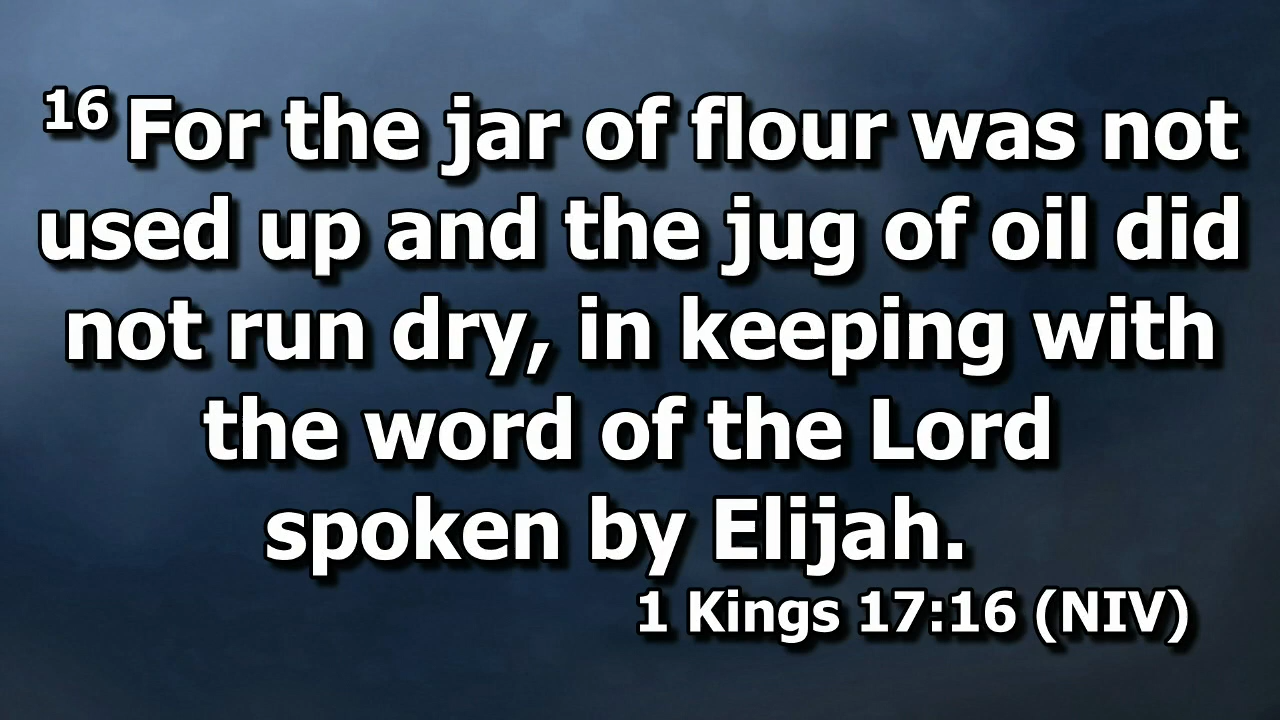 16 For the jar of flour was not
used up and the jug of oil did
not run dry, in keeping with
the word of the Lord
spoken by Elijah.
1 Kings 17:16 (NIV)